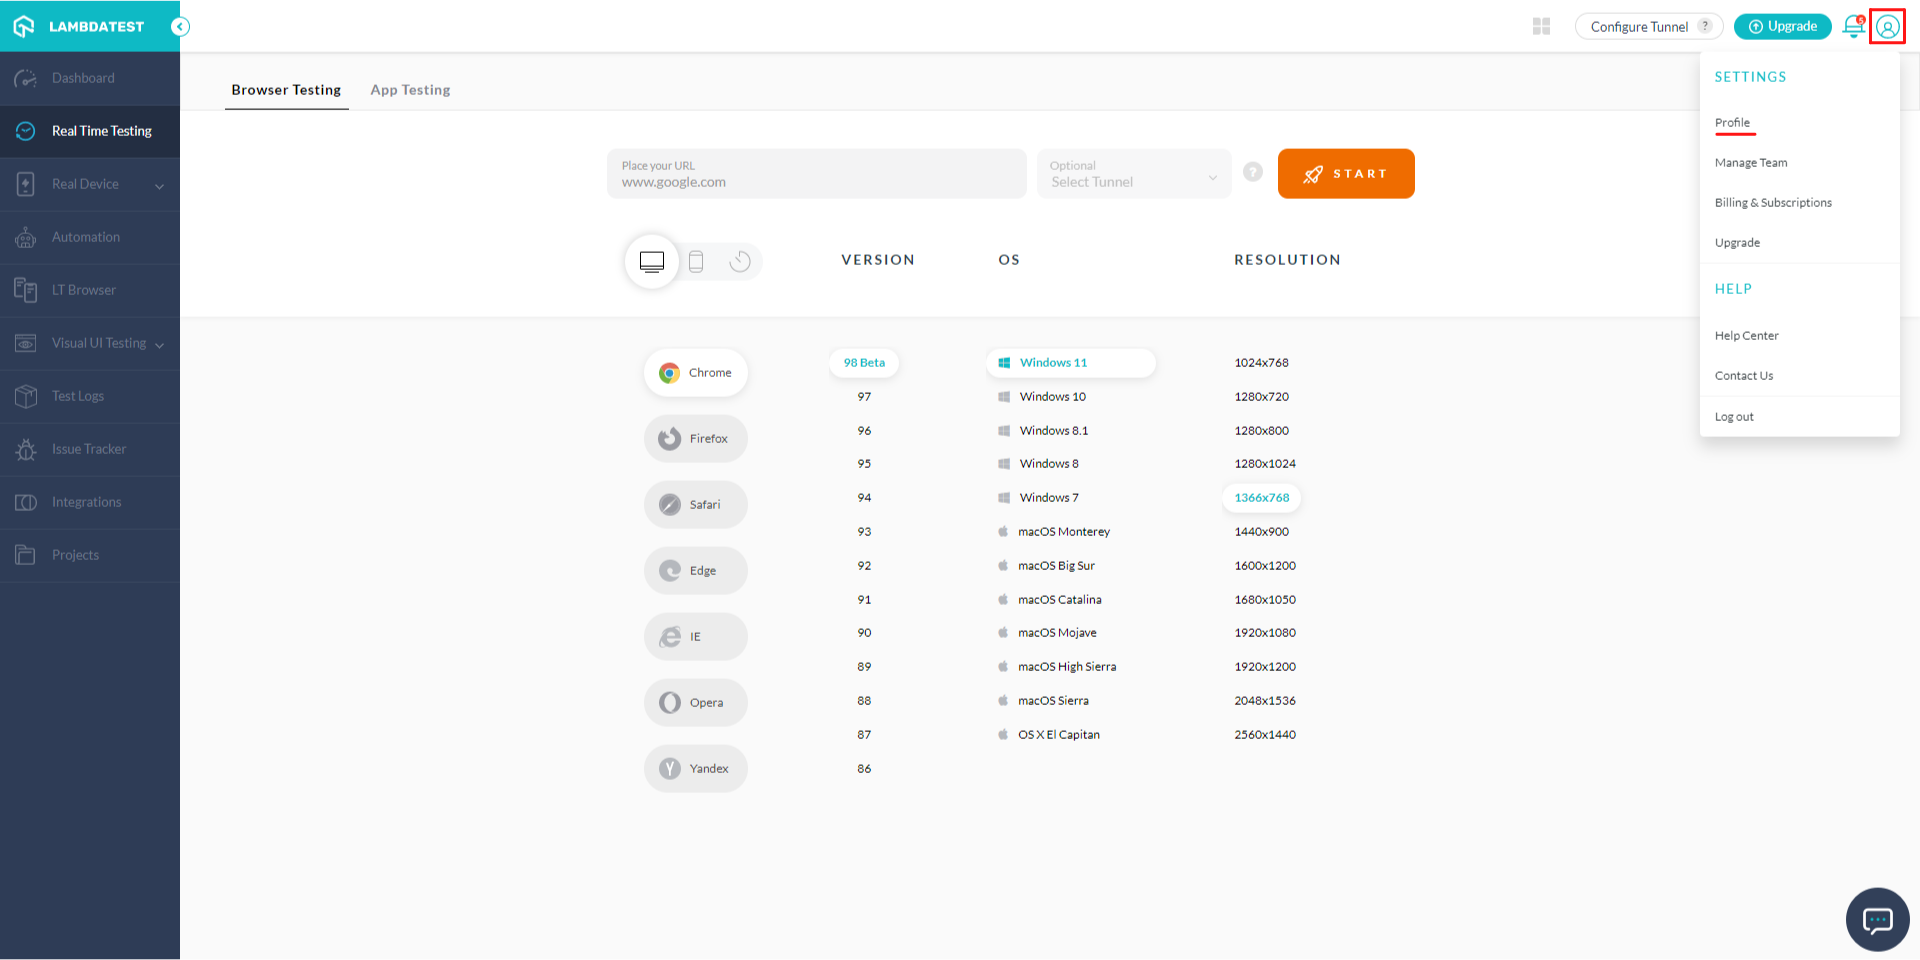 LAMBDATEST
Configure Tunnel ?
Upgrade
Dashboard
Real Time Testing
Real Device
Automation
LT Browser
Visual UI Testing
Test Logs
Issue Tracker
Integrations
Projects
Browser Testing
App Testing
Place your URL
www.google.com
Optional
Select Tunnel
?
START
VERSION
OS
RESOLUTION
Chrome
Firefox
Safari
Edge
IE
Opera
Yandex
98 Beta
97
96
95
94
93
92
91
90
89
88
87
86
Windows 11
Windows 10
Windows 8.1
Windows 8
Windows 7
macOS Monterey
macOS Big Sur
macOS Catalina
macOS Mojave
macOS High Sierra
macOS Sierra
OS X El Capitan
1024x768
1280x720
1280x800
1280x1024
1366x768
1440x900
1600x1200
1680x1050
1920x1080
1920x1200
2048x1536
2560x1440
SETTINGS
Profile
Manage Team
Billing & Subscriptions
Upgrade
HELP
Help Center
Contact Us
Log out